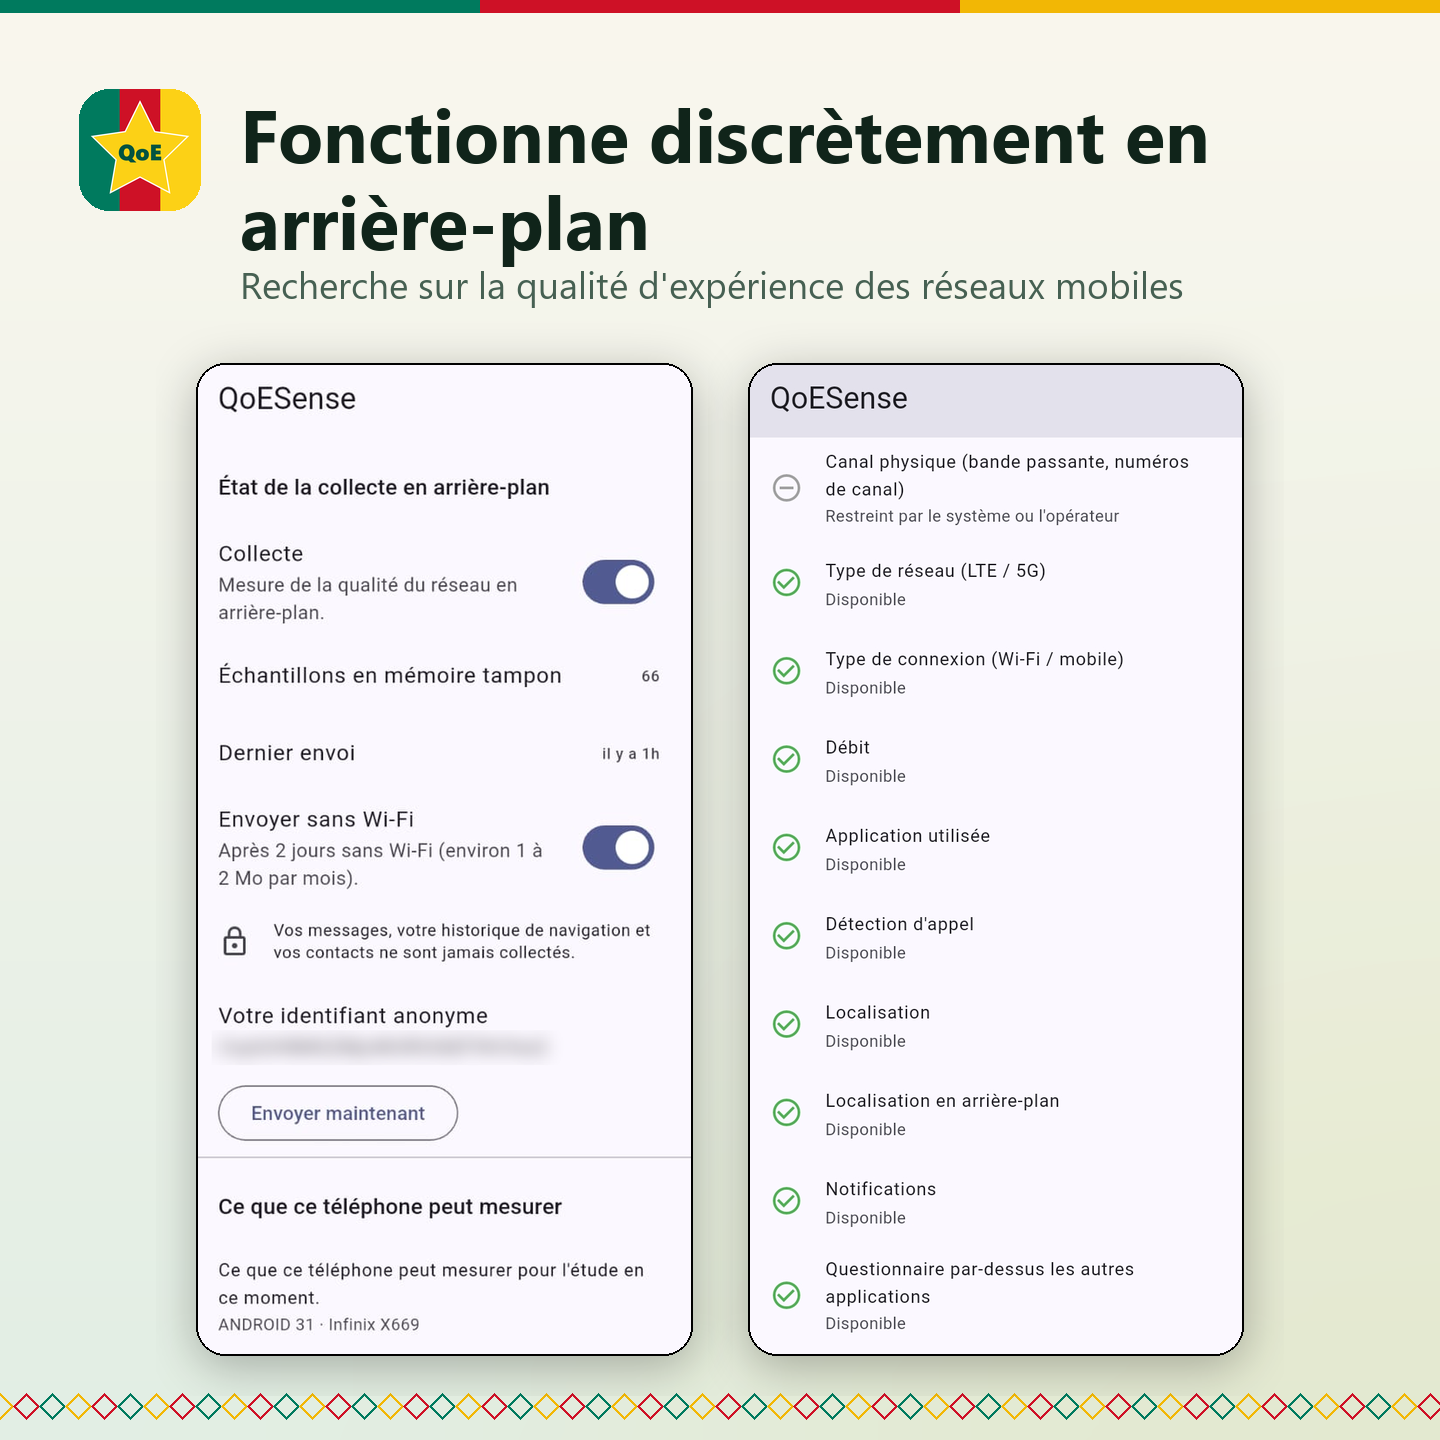 QoE
Fonctionne discrètement en
arrière-plan
Recherche sur la qualité d'expérience des réseaux mobiles
QoESense
État de la collecte en arrière-plan
Collecte
Mesure de la qualité du réseau en
arrière-plan.
Échantillons en mémoire tampon 66
Dernier envoi il y a 1h
Envoyer sans Wi-Fi
Après 2 jours sans Wi-Fi (environ 1 à
2 Mo par mois).
Vos messages, votre historique de navigation et
vos contacts ne sont jamais collectés.
Votre identifiant anonyme
Envoyer maintenant
Ce que ce téléphone peut mesurer
Ce que ce téléphone peut mesurer pour l'étude en
ce moment.
ANDROID 31 · Infinix X669
QoESense
Canal physique (bande passante, numéros
de canal)
Restreint par le système ou l'opérateur
Type de réseau (LTE / 5G)
Disponible
Type de connexion (Wi-Fi / mobile)
Disponible
Débit
Disponible
Application utilisée
Disponible
Détection d'appel
Disponible
Localisation
Disponible
Localisation en arrière-plan
Disponible
Notifications
Disponible
Questionnaire par-dessus les autres
applications
Disponible